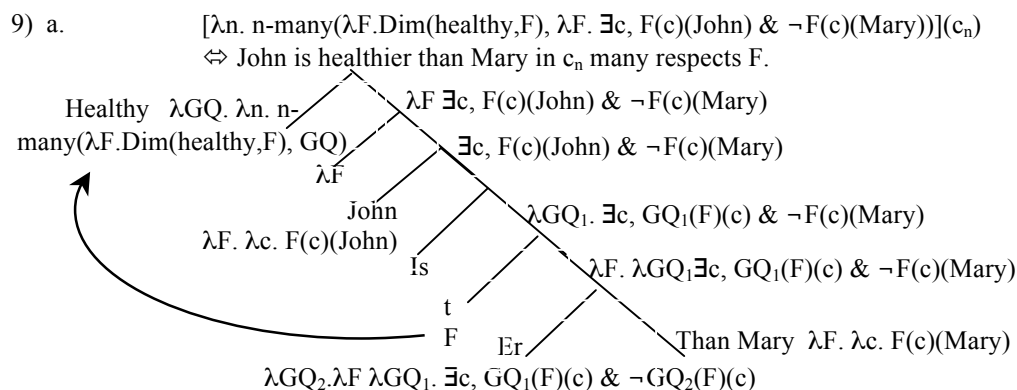 9) a. [λn. n-many(λF.Dim(healthy,F), λF. ∃c, F(c)(John) & ¬F(c)(Mary))](cₙ)
⇔ John is healthier than Mary in cₙ many respects F.
Healthy λGQ. λn. n-
many(λF.Dim(healthy,F), GQ)
λF ∃c, F(c)(John) & ¬F(c)(Mary)
λF
∃c, F(c)(John) & ¬F(c)(Mary)
John
λF. λc. F(c)(John)
λGQ₁. ∃c, GQ₁(F)(c) & ¬F(c)(Mary)
Is
λF. λGQ₁∃c, GQ₁(F)(c) & ¬F(c)(Mary)
t
F
Er
Than Mary λF. λc. F(c)(Mary)
λGQ₂.λF λGQ₁. ∃c, GQ₁(F)(c) & ¬GQ₂(F)(c)